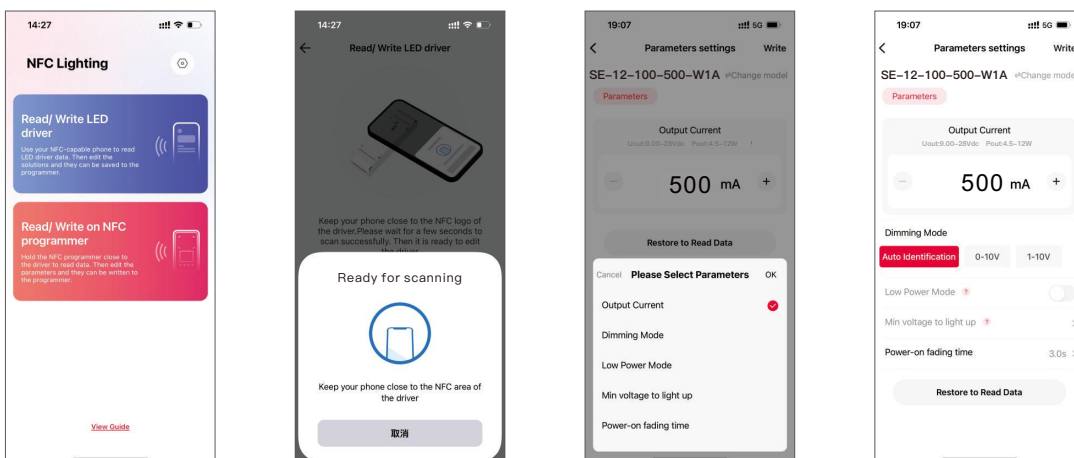 14:27
NFC Lighting
Read/ Write LED
driver
Use your NFC-capable phone to read
LED driver data. Then edit the
solutions and they can be saved to the
programmer.
Read/ Write on NFC
programmer
Hold the NFC programmer close to
the driver to read data. Then edit the
parameters and they can be written to
the programmer.
View Guide
14:27
Read/ Write LED driver
Keep your phone close to the NFC logo of
the driver.Please wait for a few seconds to
scan successfully. Then it is ready to edit
the driver
Ready for scanning
Keep your phone close to the NFC area of
the driver
取消
19:07
5G
Parameters settings
Write
SE-12-100-500-W1A
Change model
Parameters
Output Current
Uout:9.00-28Vdc Pout:4.5-12W !
− 500 mA +
Restore to Read Data
Cancel Please Select Parameters OK
Output Current
Dimming Mode
Low Power Mode
Min voltage to light up
Power-on fading time
19:07
5G
Parameters settings
Write
SE-12-100-500-W1A
Change mode
Parameters
Output Current
Uout:9.00-28Vdc Pout:4.5-12W
− 500 mA +
Dimming Mode
Auto Identification 0-10V 1-10V
Low Power Mode ?
Min voltage to light up ?
Power-on fading time 3.0s
Restore to Read Data